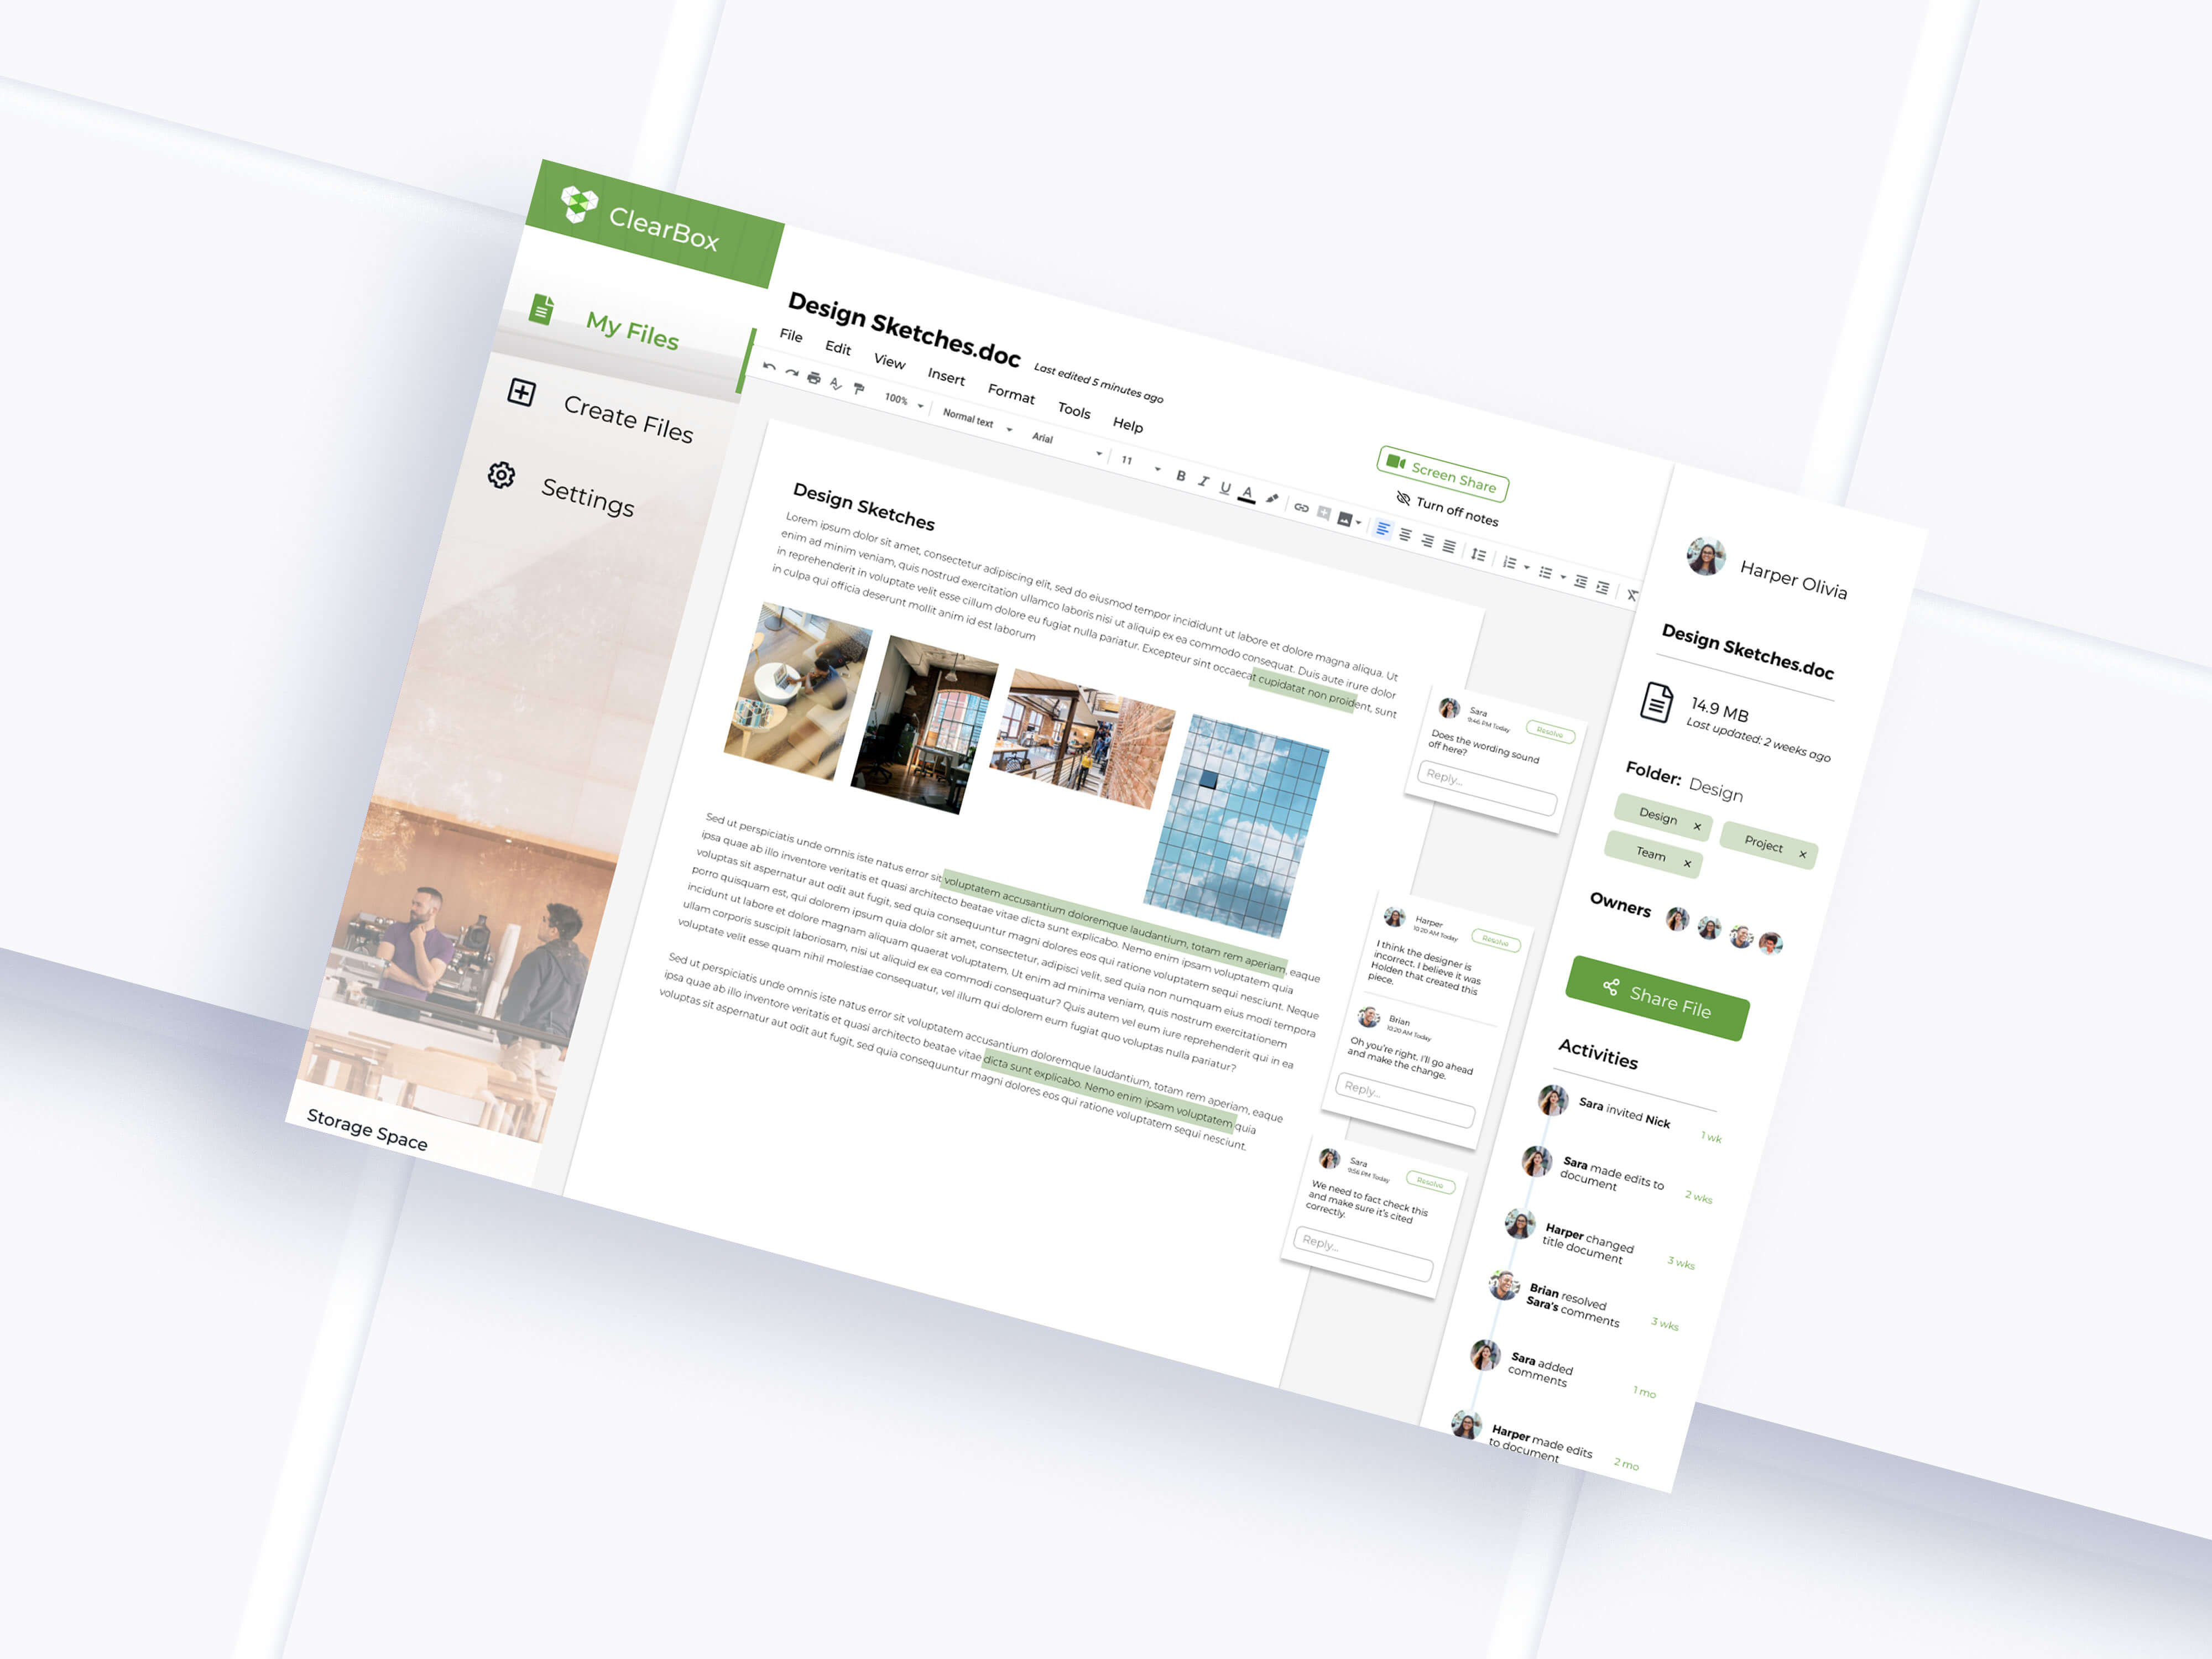 ClearBox
My Files
Create Files
Settings
Storage Space
Design Sketches.doc Last edited 5 minutes ago
File Edit View Insert Format Tools Help
Screen Share
Turn off notes
100% Normal text Arial 11 B I U A
Design Sketches
Lorem ipsum dolor sit amet, consectetur adipiscing elit, sed do eiusmod tempor incididunt ut labore et dolore magna aliqua. Ut
enim ad minim veniam, quis nostrud exercitation ullamco laboris nisi ut aliquip ex ea commodo consequat. Duis aute irure dolor
in reprehenderit in voluptate velit esse cillum dolore eu fugiat nulla pariatur. Excepteur sint occaecat cupidatat non proident, sunt
in culpa qui officia deserunt mollit anim id est laborum
Sed ut perspiciatis unde omnis iste natus error sit voluptatem accusantium doloremque laudantium, totam rem aperiam, eaque
ipsa quae ab illo inventore veritatis et quasi architecto beatae vitae dicta sunt explicabo. Nemo enim ipsam voluptatem quia
voluptas sit aspernatur aut odit aut fugit, sed quia consequuntur magni dolores eos qui ratione voluptatem sequi nesciunt. Neque
porro quisquam est, qui dolorem ipsum quia dolor sit amet, consectetur, adipisci velit, sed quia non numquam eius modi tempora
incidunt ut labore et dolore magnam aliquam quaerat voluptatem. Ut enim ad minima veniam, quis nostrum exercitationem
ullam corporis suscipit laboriosam, nisi ut aliquid ex ea commodi consequatur? Quis autem vel eum iure reprehenderit qui in ea
voluptate velit esse quam nihil molestiae consequatur, vel illum qui dolorem eum fugiat quo voluptas nulla pariatur?
Sed ut perspiciatis unde omnis iste natus error sit voluptatem accusantium doloremque laudantium, totam rem aperiam, eaque
ipsa quae ab illo inventore veritatis et quasi architecto beatae vitae dicta sunt explicabo. Nemo enim ipsam voluptatem quia
voluptas sit aspernatur aut odit aut fugit, sed quia consequuntur magni dolores eos qui ratione voluptatem sequi nesciunt.
Sara
9:46 PM Today
Resolve
Does the wording sound
off here?
Reply...
Harper
10:20 AM Today
Resolve
I think the designer is
incorrect. I believe it was
Holden that created this
piece.
Brian
10:20 AM Today
Oh you're right. I'll go ahead
and make the change.
Reply...
Sara
9:56 PM Today
Resolve
We need to fact check this
and make sure it's cited
correctly.
Reply...
Harper Olivia
Design Sketches.doc
14.9 MB
Last updated: 2 weeks ago
Folder: Design
Design × Project ×
Team ×
Owners
Share File
Activities
Sara invited Nick
1 wk
Sara made edits to
document
2 wks
Harper changed
title document
3 wks
Brian resolved
Sara's comments
3 wks
Sara added
comments
1 mo
Harper made edits
to document
2 mo